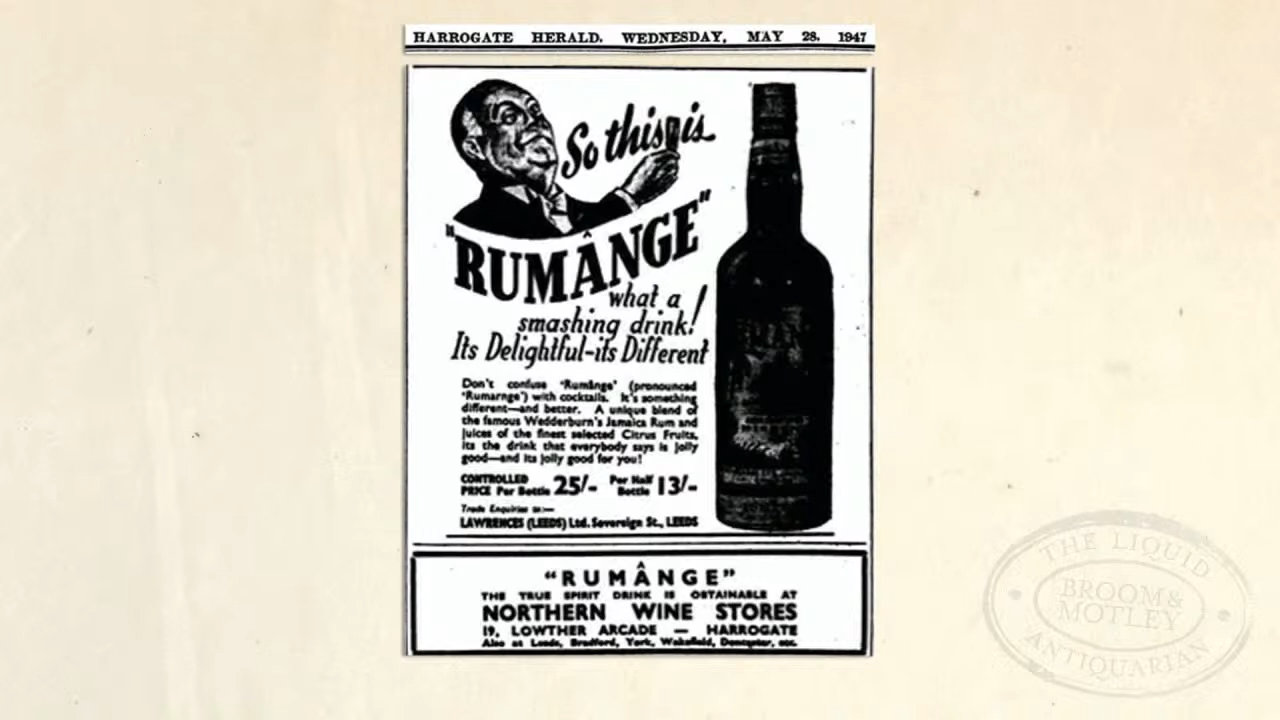 HARROGATE HERALD. WEDNESDAY, MAY 28. 1947
So this is
"RUMÂNGE"
what a
smashing drink!
Its Delightful-its Different
Don't confuse 'Rumânge' (pronounced
'Rumarnge') with cocktails. It's something
different—and better. A unique blend of
the famous Wedderburn's Jamaica Rum and
juices of the finest selected Citrus Fruits,
its the drink that everybody says is jolly
good—and its jolly good for you!
CONTROLLED
PRICE Per Bottle 25/- Per Half Bottle 13/-
Trade Enquiries to:—
LAWRENCES (LEEDS) Ltd. Sovereign St., LEEDS
"RUMÂNGE"
THE TRUE SPIRIT DRINK IS OBTAINABLE AT
NORTHERN WINE STORES
19, LOWTHER ARCADE — HARROGATE
Also at Leeds, Bradford, York, Wakefield, Doncaster, etc.
THE LIQUID
BROOM &
MOTLEY
ANTIQUARIAN